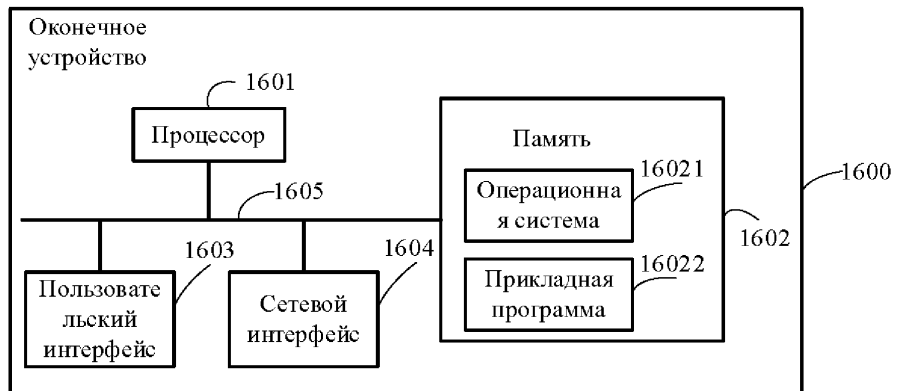 Оконечное
устройство
1601
Процессор
Память
16021
Операционна
я система
1600
1605
1602
1603
1604
16022
Прикладная
программа
Пользовате
льский
интерфейс
Сетевой
интерфейс